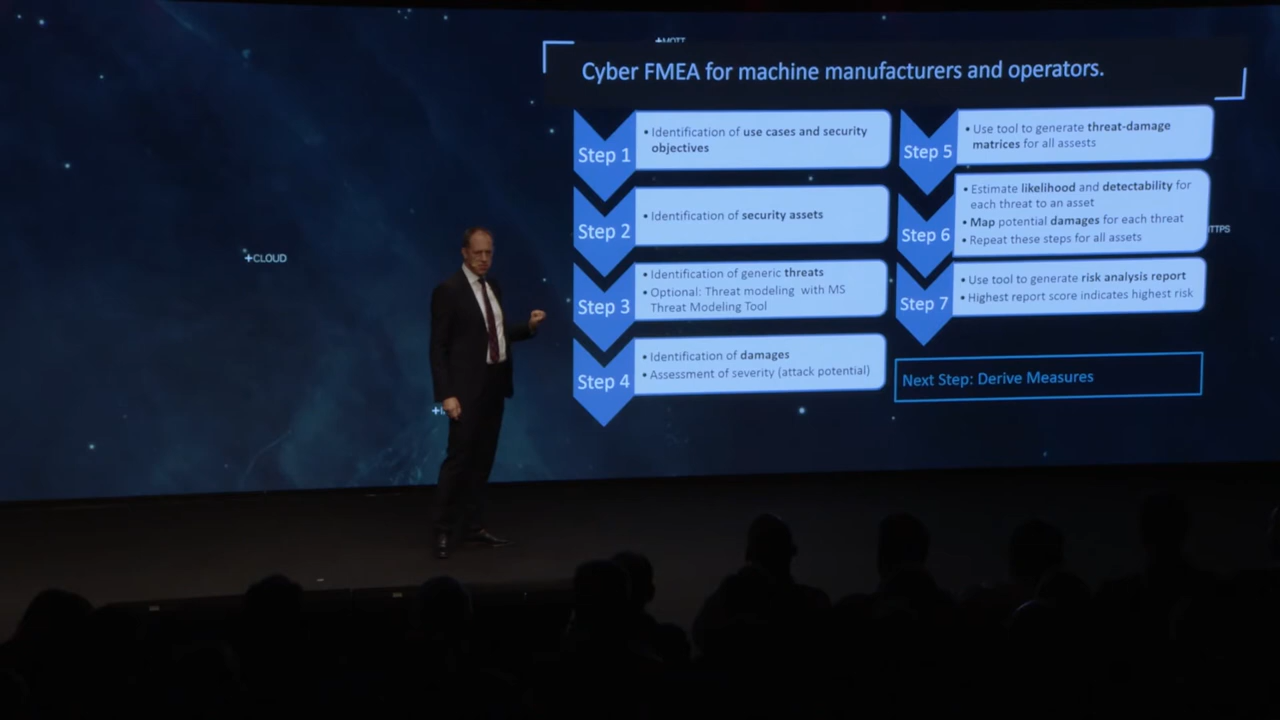 +MQTT
Cyber FMEA for machine manufacturers and operators.
Step 1
• Identification of use cases and security
objectives
Step 2
• Identification of security assets
Step 3
• Identification of generic threats
• Optional: Threat modeling with MS
Threat Modeling Tool
Step 4
• Identification of damages
• Assessment of severity (attack potential)
Step 5
• Use tool to generate threat-damage
matrices for all assests
Step 6
• Estimate likelihood and detectability for
each threat to an asset
• Map potential damages for each threat
• Repeat these steps for all assets
Step 7
• Use tool to generate risk analysis report
• Highest report score indicates highest risk
Next Step: Derive Measures
+CLOUD